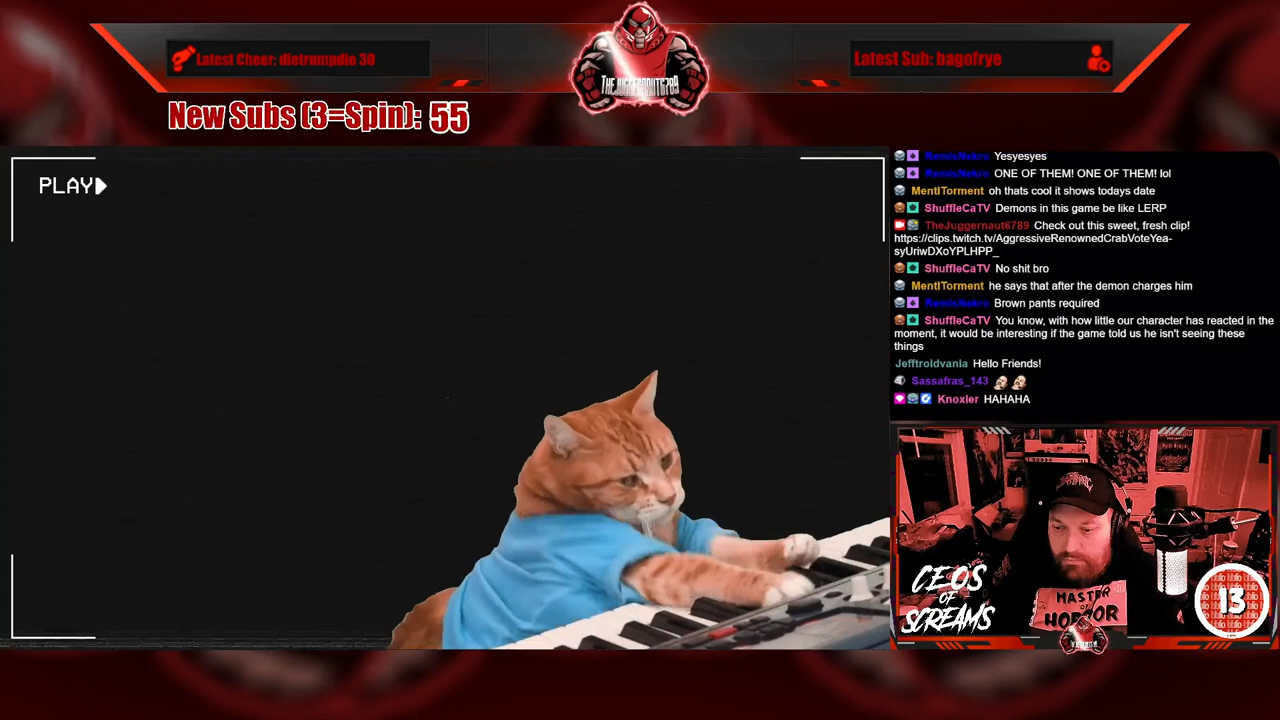 Latest Cheer: dietrumpdie 30
THEJUGGERNAUT6789
Latest Sub: bagofrye
New Subs (3=Spin): 55
PLAY
RemisNekro Yesyesyes
RemisNekro ONE OF THEM! ONE OF THEM! lol
MentlTorment oh thats cool it shows todays date
ShuffleCaTV Demons in this game be like LERP
TheJuggernaut6789 Check out this sweet, fresh clip!
https://clips.twitch.tv/AggressiveRenownedCrabVoteYea-
syUriwDXoYPLHPP_
ShuffleCaTV No shit bro
MentlTorment he says that after the demon charges him
RemisNekro Brown pants required
ShuffleCaTV You know, with how little our character has reacted in the
moment, it would be interesting if the game told us he isn't seeing these
things
Jefftroidvania Hello Friends!
Sassafras_143
Knoxler HAHAHA
CEOS
OF
SCREAMS
MASTER
OF
HORROR
13